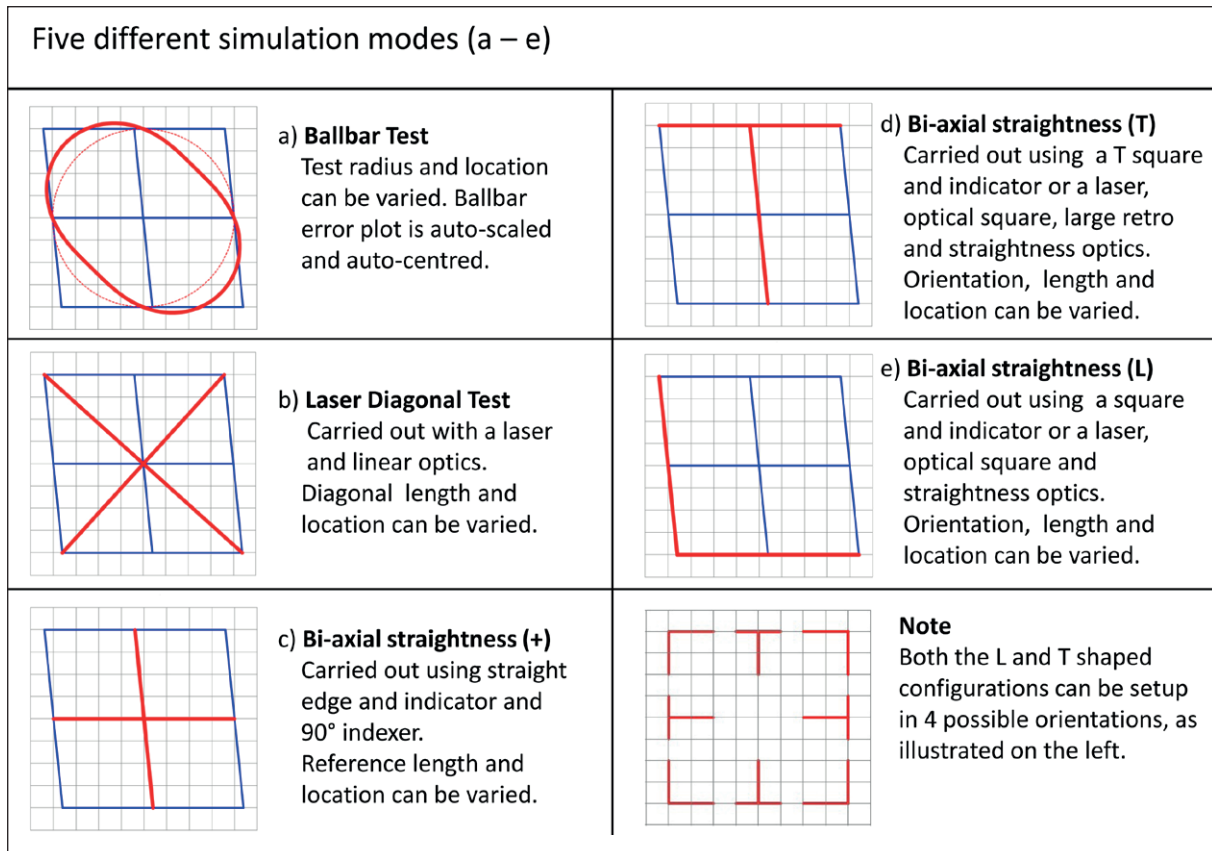 Five different simulation modes (a – e)
a) Ballbar Test
Test radius and location
can be varied. Ballbar
error plot is auto-scaled
and auto-centred.
b) Laser Diagonal Test
Carried out with a laser
and linear optics.
Diagonal length and
location can be varied.
c) Bi-axial straightness (+)
Carried out using straight
edge and indicator and
90° indexer.
Reference length and
location can be varied.
d) Bi-axial straightness (T)
Carried out using a T square
and indicator or a laser,
optical square, large retro
and straightness optics.
Orientation, length and
location can be varied.
e) Bi-axial straightness (L)
Carried out using a square
and indicator or a laser,
optical square and
straightness optics.
Orientation, length and
location can be varied.
Note
Both the L and T shaped
configurations can be setup
in 4 possible orientations, as
illustrated on the left.